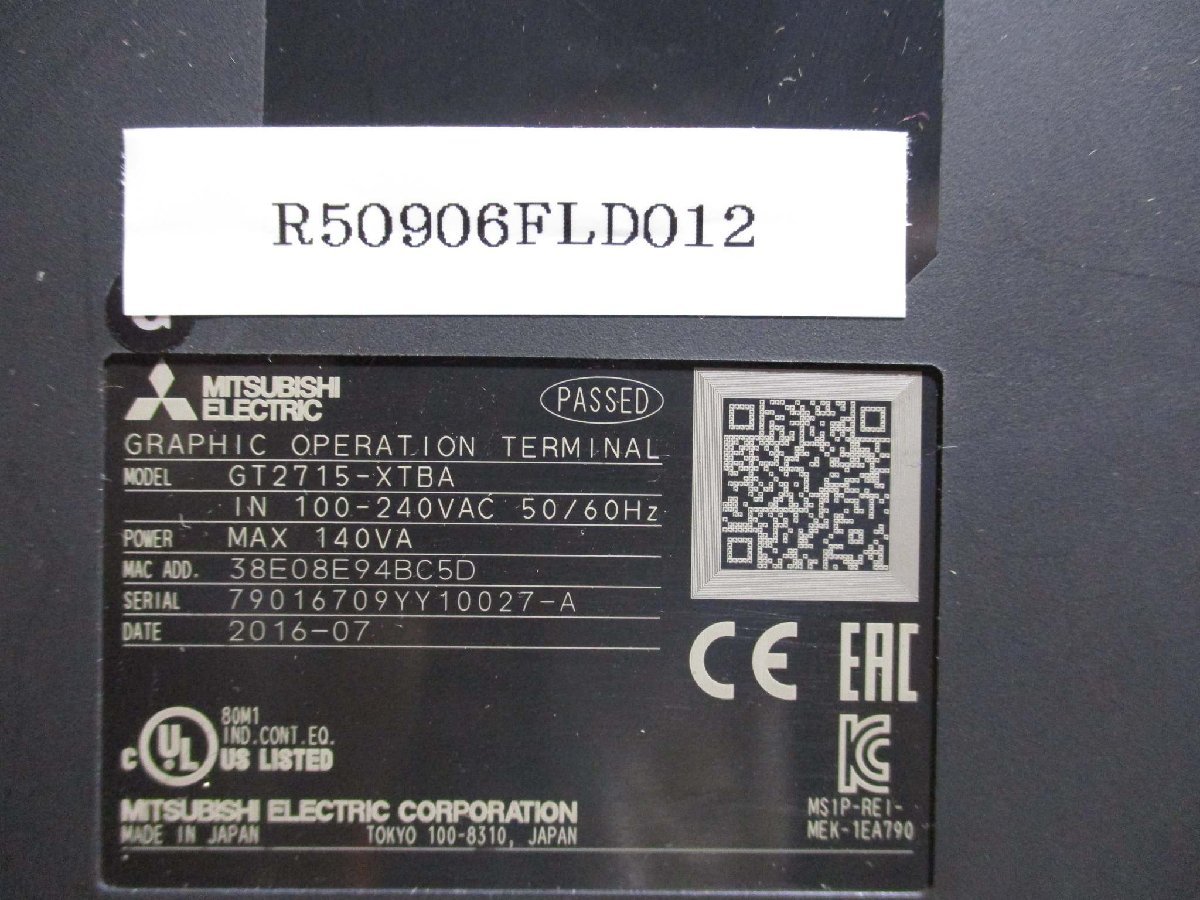 R50906FLD012
G
MITSUBISHI
ELECTRIC
PASSED
GRAPHIC OPERATION TERMINAL
MODEL GT2715-XTBA
IN 100-240VAC 50/60Hz
POWER MAX 140VA
MAC ADD. 38E08E94BC5D
SERIAL 79016709YY10027-A
DATE 2016-07
CE EAC
80M1
IND.CONT.EQ.
C UL US LISTED
KC
MITSUBISHI ELECTRIC CORPORATION
MADE IN JAPAN TOKYO 100-8310, JAPAN
MSIP-REI-
MEK-1EA790